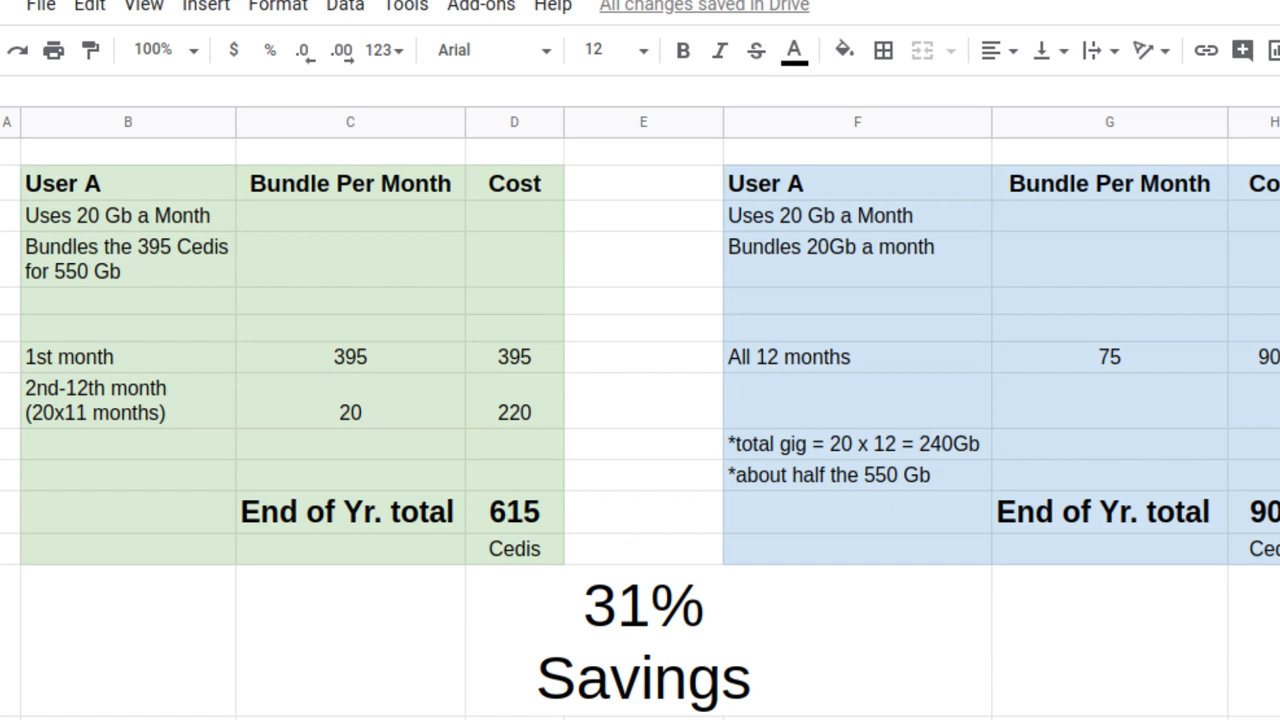 File Edit View Insert Format Data Tools Add-ons Help All changes saved in Drive
100% $ % .0 .00 123 Arial 12 B I S A
A B C D E F G H
User A Bundle Per Month Cost User A Bundle Per Month Co
Uses 20 Gb a Month Uses 20 Gb a Month
Bundles the 395 Cedis Bundles 20Gb a month
for 550 Gb
1st month 395 395 All 12 months 75 90
2nd-12th month
(20x11 months) 20 220
*total gig = 20 x 12 = 240Gb
*about half the 550 Gb
End of Yr. total 615 End of Yr. total 90
Cedis Ced
31%
Savings